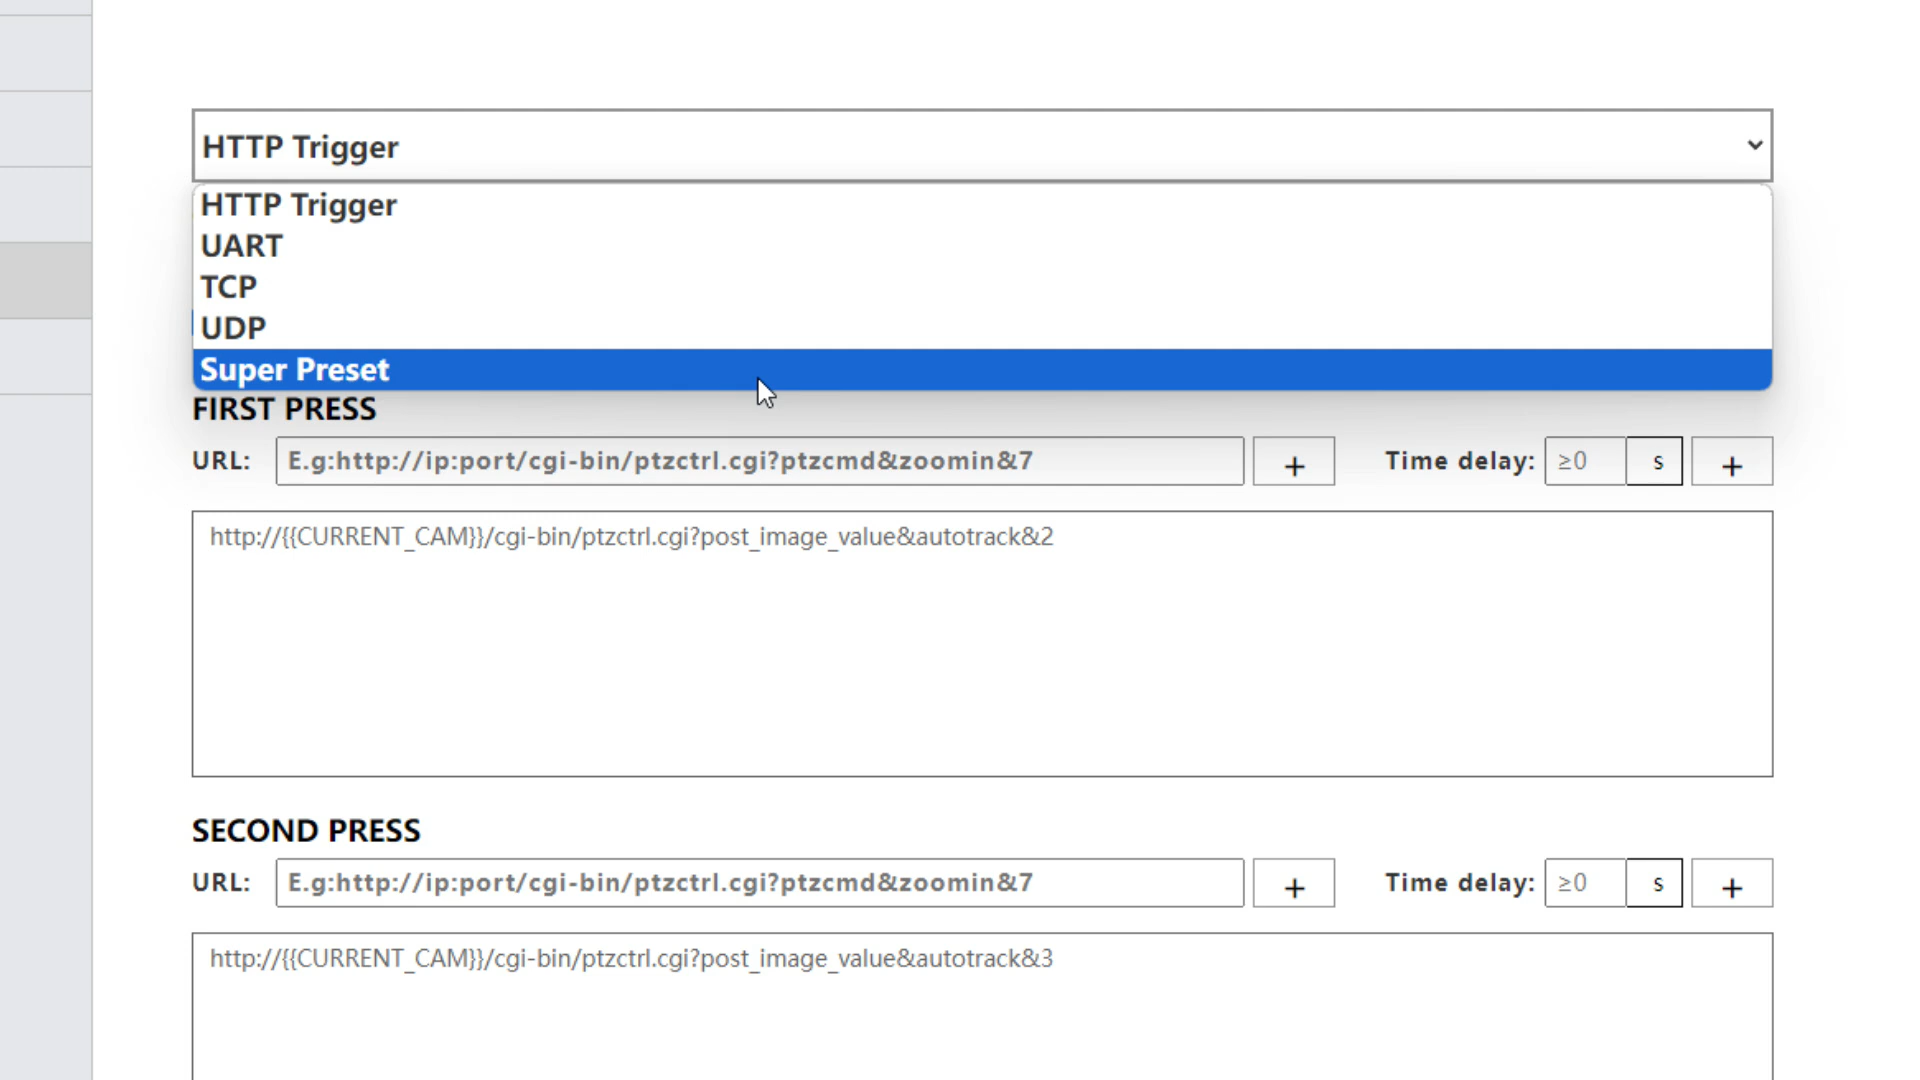 HTTP Trigger
HTTP Trigger
UART
TCP
UDP
Super Preset
FIRST PRESS
URL: E.g:http://ip:port/cgi-bin/ptzctrl.cgi?ptzcmd&zoomin&7 + Time delay: ≥0 s +
http://{{CURRENT_CAM}}/cgi-bin/ptzctrl.cgi?post_image_value&autotrack&2
SECOND PRESS
URL: E.g:http://ip:port/cgi-bin/ptzctrl.cgi?ptzcmd&zoomin&7 + Time delay: ≥0 s +
http://{{CURRENT_CAM}}/cgi-bin/ptzctrl.cgi?post_image_value&autotrack&3